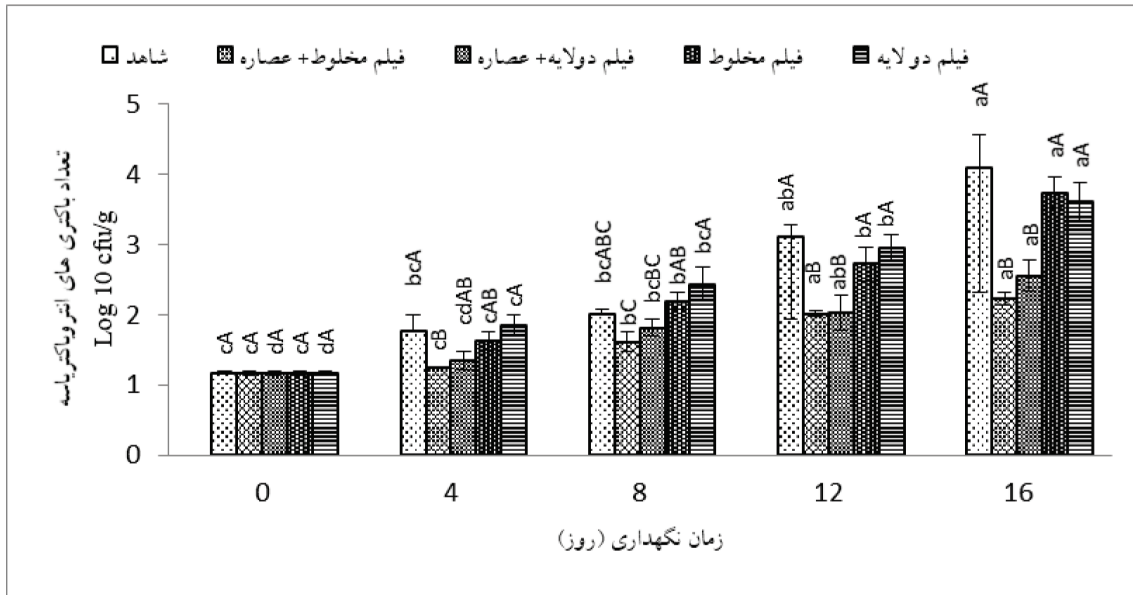 شاهد فیلم مخلوط+ عصاره فیلم دولایه+ عصاره فیلم مخلوط فیلم دو لایه
تعداد باکتری های انتروباکتریاسه
Log 10 cfu/g
5
4
3
2
1
0
cA cA dA cA dA
bcA cB cdAB cAB cA
bcABC bC bcBC bAB bcA
abA aB abB bA bA
aA aB aB aA aA
0 4 8 12 16
زمان نگهداری (روز)